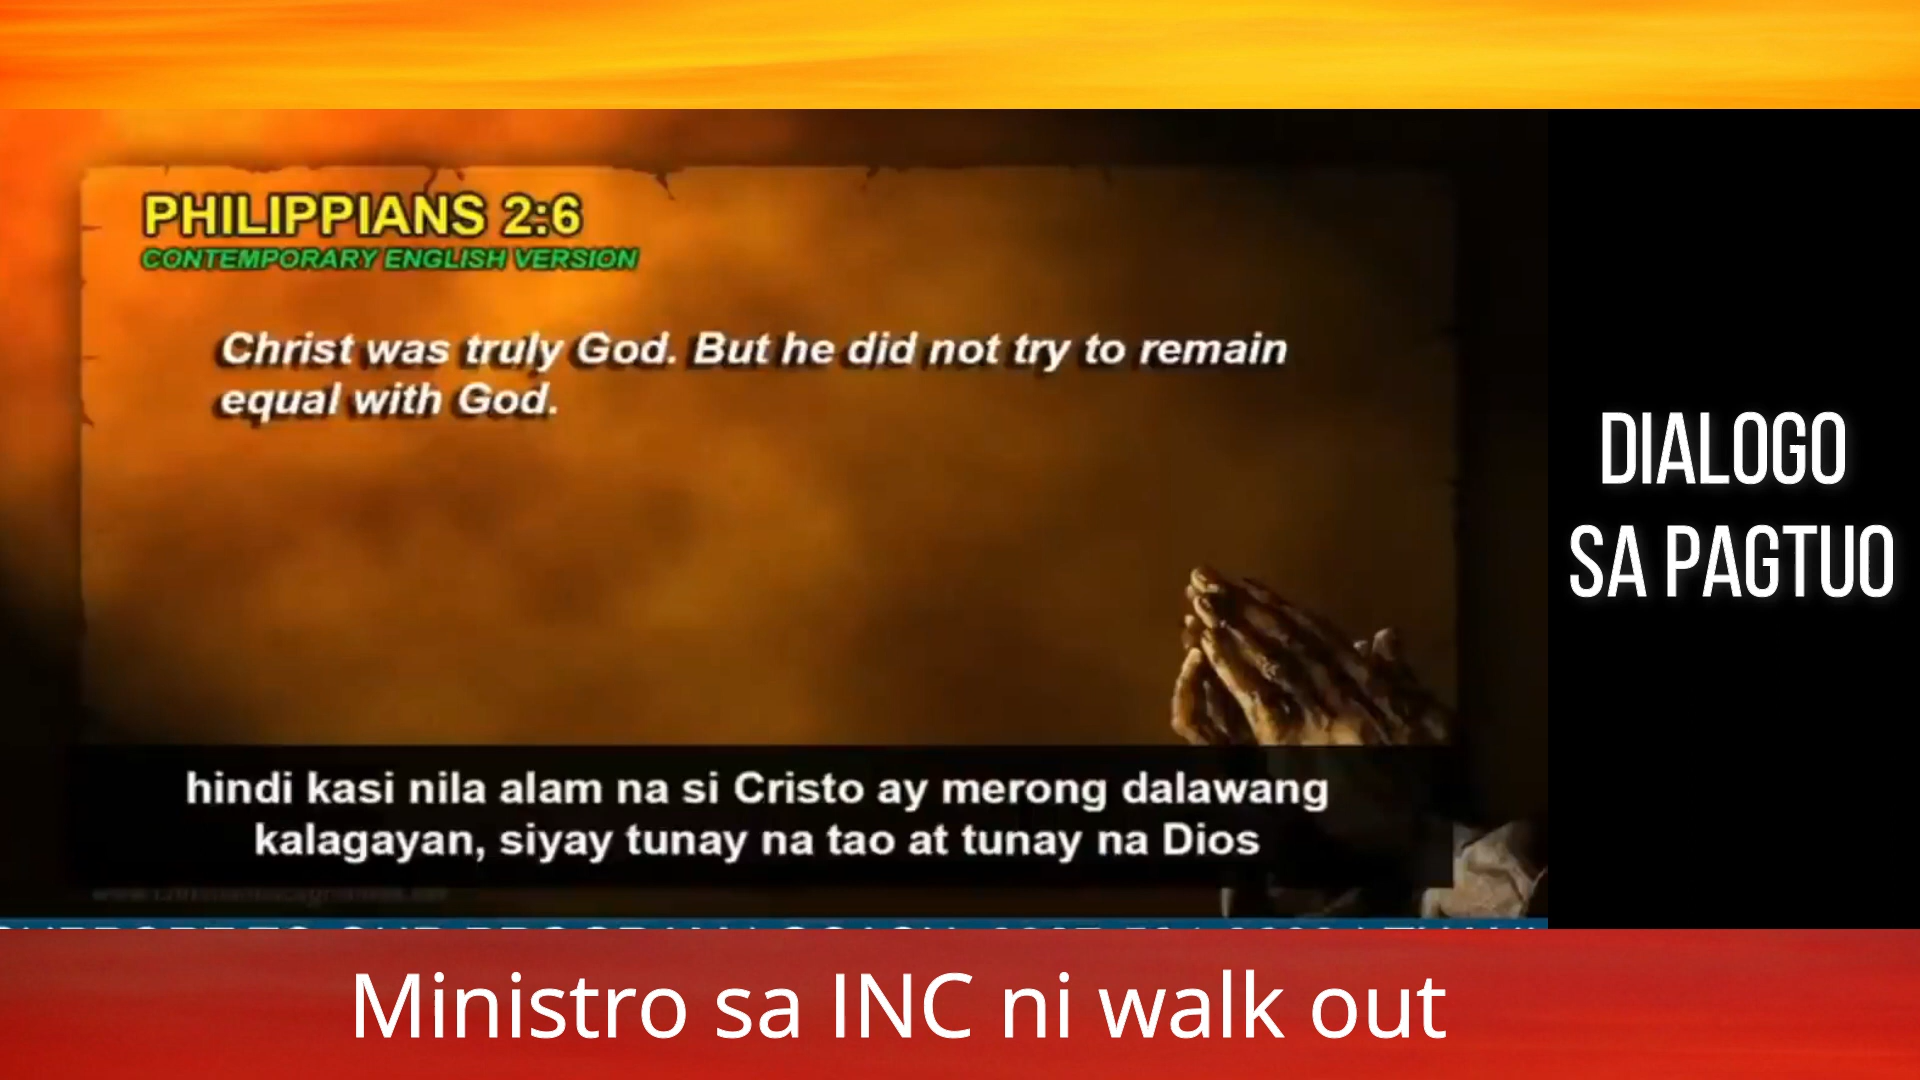 PHILIPPIANS 2:6
CONTEMPORARY ENGLISH VERSION
Christ was truly God. But he did not try to remain
equal with God.
DIALOGO
SA PAGTUO
hindi kasi nila alam na si Cristo ay merong dalawang
kalagayan, siyay tunay na tao at tunay na Dios
Ministro sa INC ni walk out